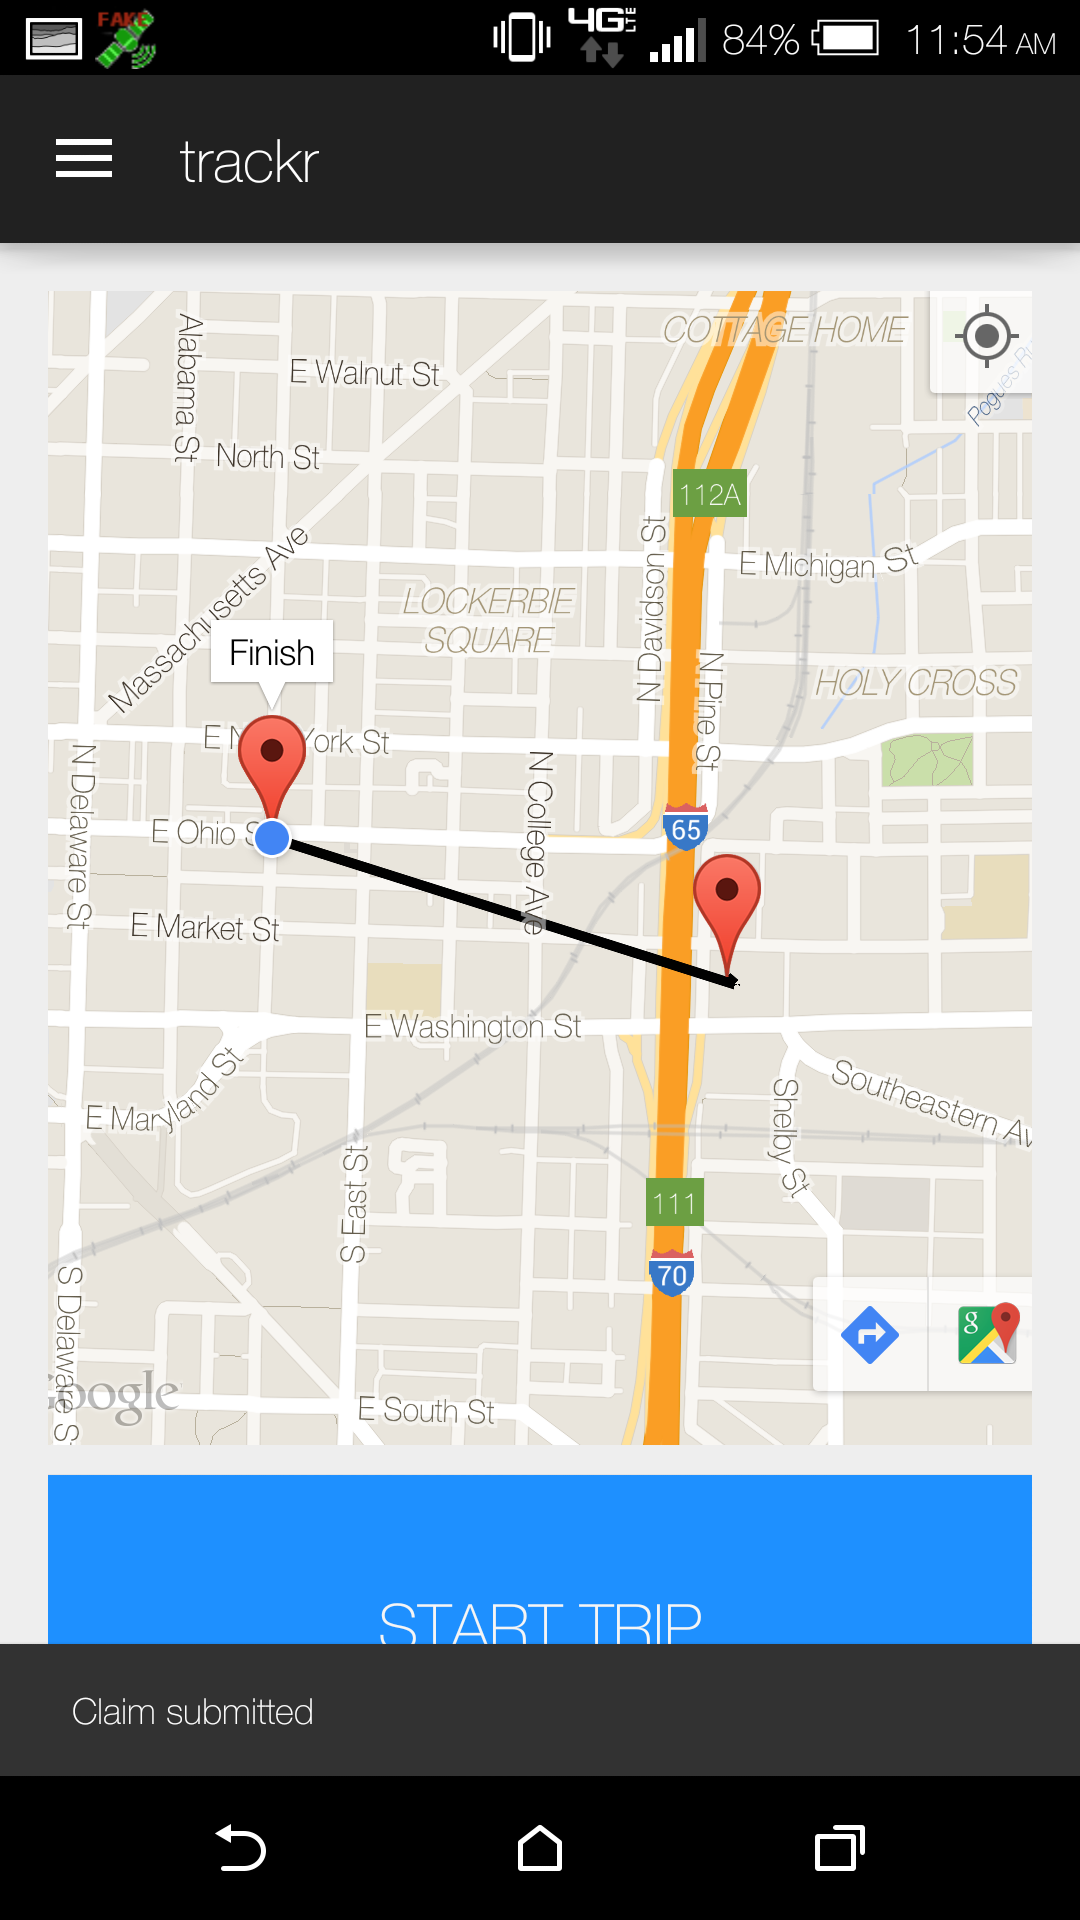 FAKE
4G LTE
84%
11:54 AM
trackr
COTTAGE HOME
Alabama St
E Walnut St
North St
112A
Massachusetts Ave
N Davidson St
E Michigan St
LOCKERBIE
SQUARE
Finish
N Pine St
HOLY CROSS
E York St
N Delaware St
N College Ave
E Ohio
65
E Market St
E Washington St
Southeastern
E Maryland St
Shelby St
S East St
111
70
S Delaware S
g
Google
E South St
START TRIP
Claim submitted